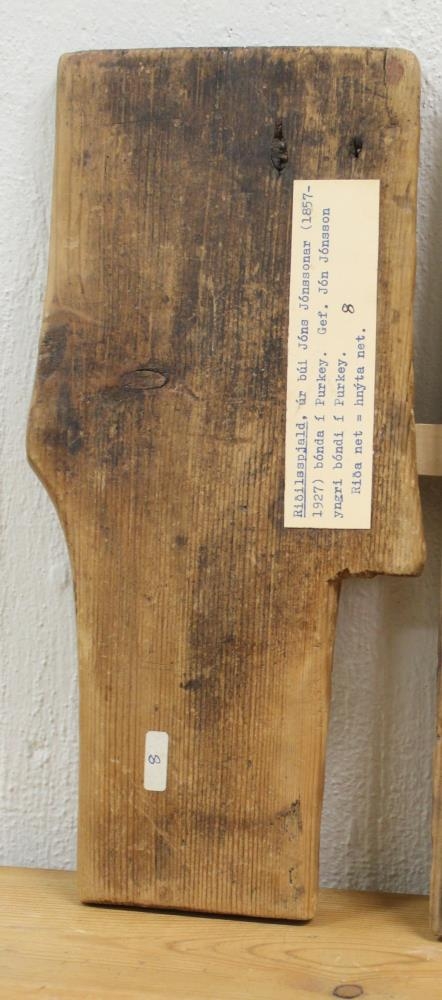 Riðilsspjald, úr búi Jóns Jónssonar (1857-
1927) bónda í Purkey. Gef. Jón Jónsson
yngri bóndi í Purkey. 8
Riða net = hnýta net.
8